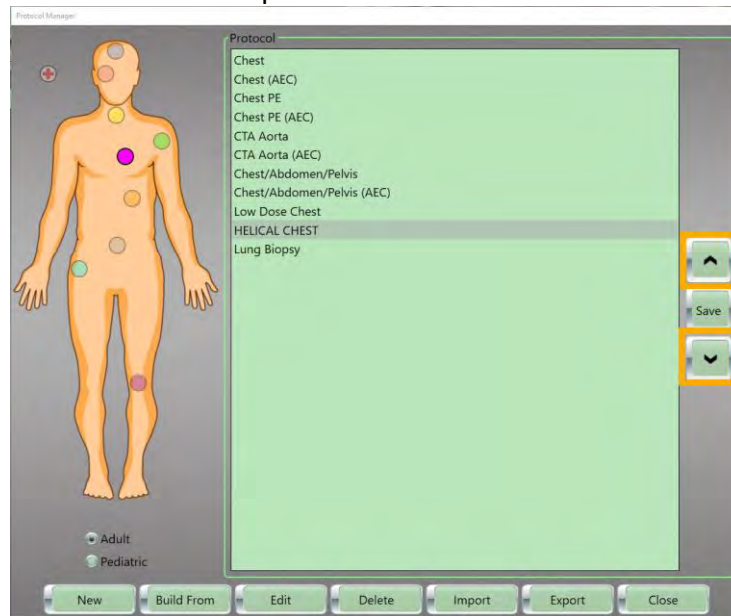 Protocol Manager
Protocol
Chest
Chest (AEC)
Chest PE
Chest PE (AEC)
CTA Aorta
CTA Aorta (AEC)
Chest/Abdomen/Pelvis
Chest/Abdomen/Pelvis (AEC)
Low Dose Chest
HELICAL CHEST
Lung Biopsy
Save
Adult
Pediatric
New Build From Edit Delete Import Export Close